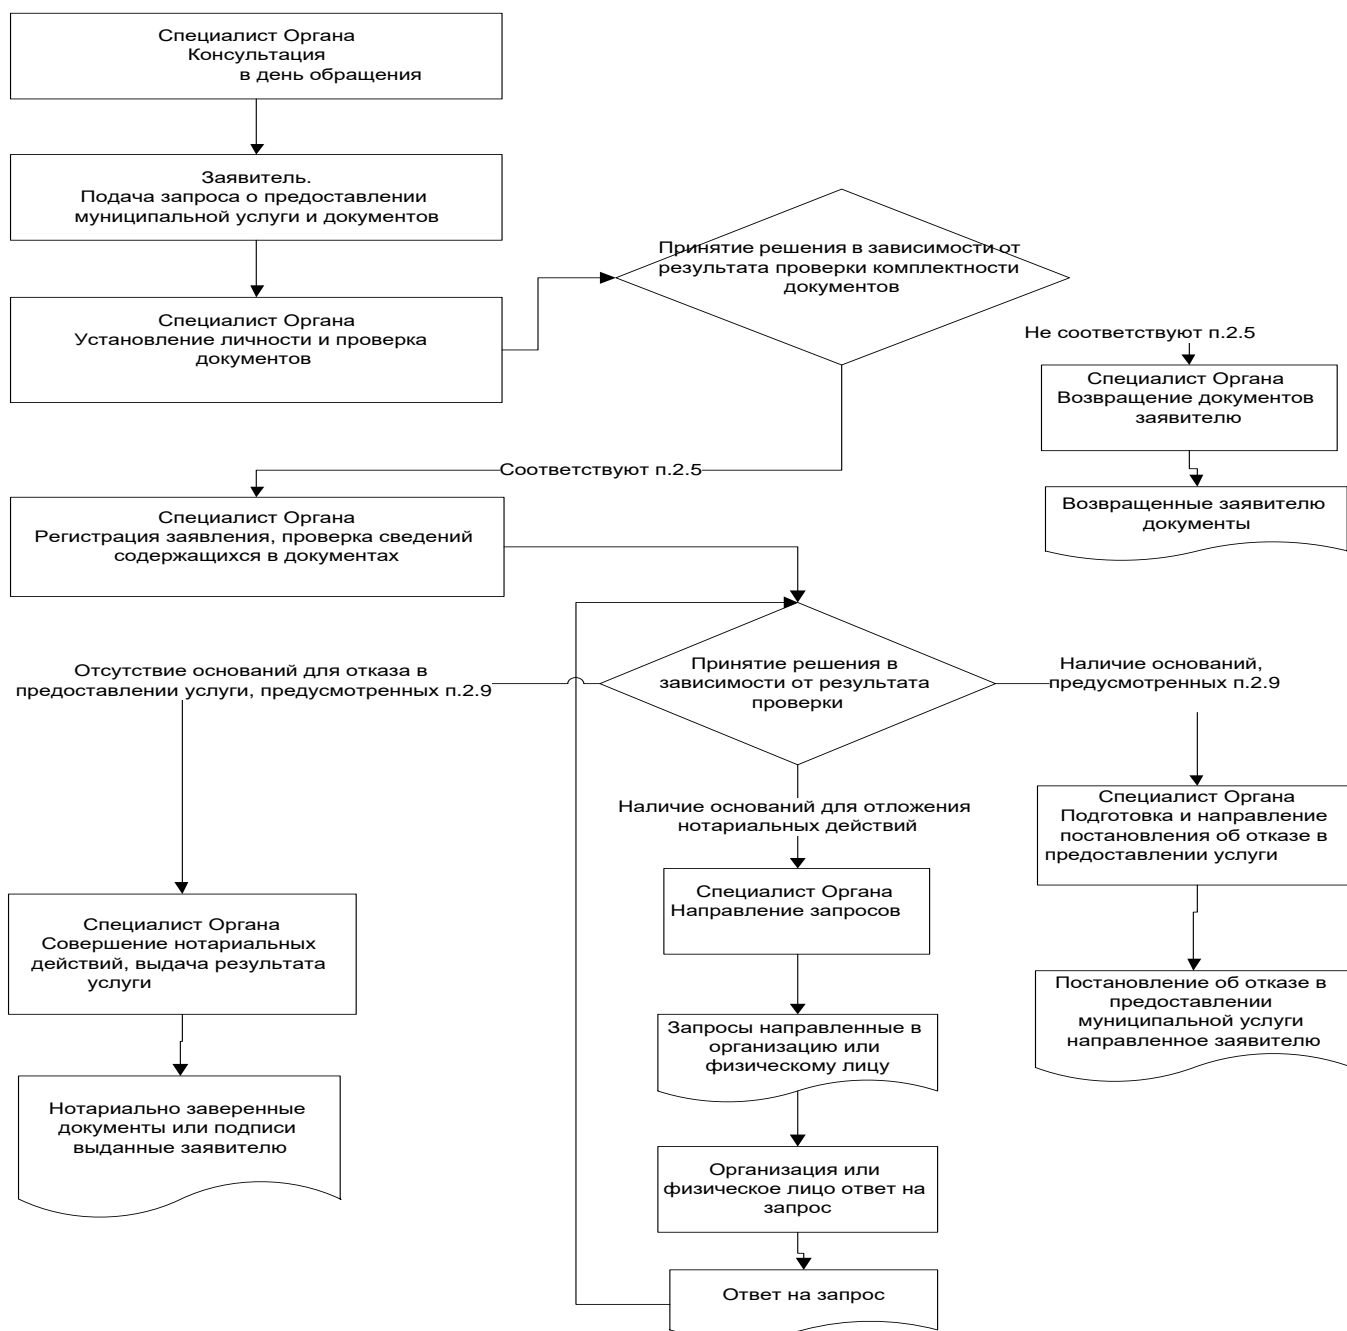 Специалист Органа
Консультация
в день обращения
Заявитель.
Подача запроса о предоставлении
муниципальной услуги и документов
Специалист Органа
Установление личности и проверка
документов
Принятие решения в зависимости от
результата проверки комплектности
документов
Не соответствуют п.2.5
Специалист Органа
Возвращение документов
заявителю
Возвращенные заявителю
документы
Соответствуют п.2.5
Специалист Органа
Регистрация заявления, проверка сведений
содержащихся в документах
Принятие решения в
зависимости от результата
проверки
Отсутствие оснований для отказа в
предоставлении услуги, предусмотренных п.2.9
Наличие оснований,
предусмотренных п.2.9
Наличие оснований для отложения
нотариальных действий
Специалист Органа
Подготовка и направление
постановления об отказе в
предоставлении услуги
Специалист Органа
Направление запросов
Специалист Органа
Совершение нотариальных
действий, выдача результата
услуги
Постановление об отказе в
предоставлении
муниципальной услуги
направленное заявителю
Запросы направленные в
организацию или
физическому лицу
Нотариально заверенные
документы или подписи
выданные заявителю
Организация или
физическое лицо ответ на
запрос
Ответ на запрос